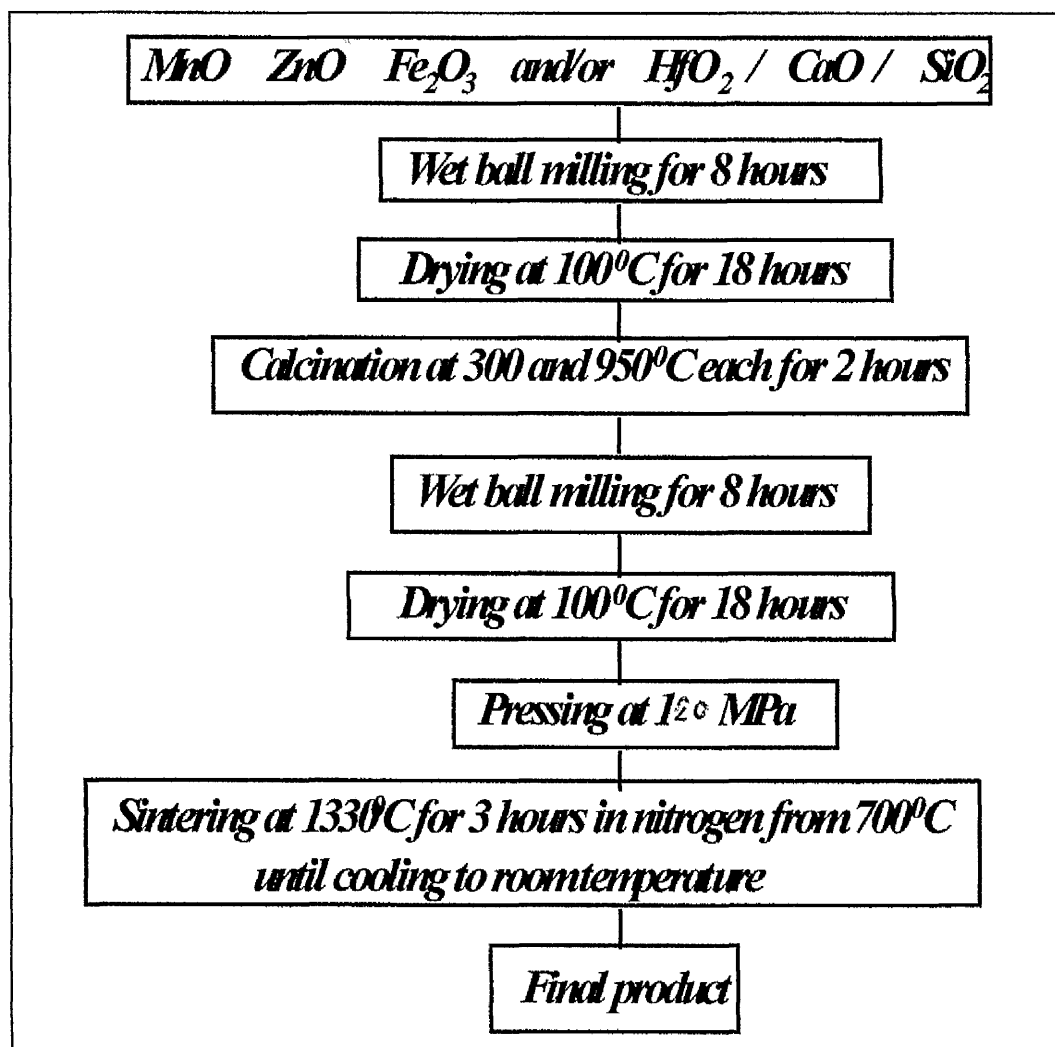 MnO ZnO Fe₂O₃ and/or HfO₂ / CaO / SiO₂
Wet ball milling for 8 hours
Drying at 100⁰C for 18 hours
Calcination at 300 and 950⁰C each for 2 hours
Wet ball milling for 8 hours
Drying at 100⁰C for 18 hours
Pressing at 120 MPa
Sintering at 1330⁰C for 3 hours in nitrogen from 700⁰C
until cooling to room temperature
Final product